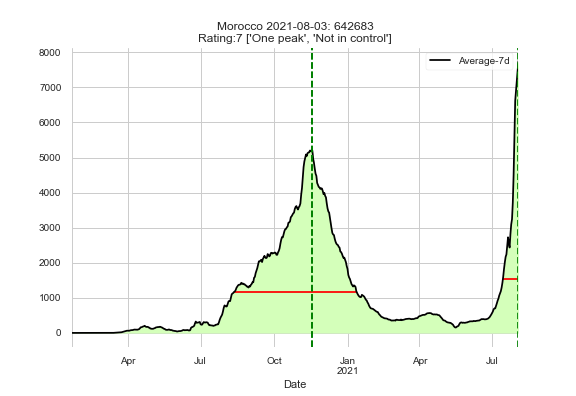 Morocco 2021-08-03: 642683
Rating:7 ['One peak', 'Not in control']
Average-7d
8000
7000
6000
5000
4000
3000
2000
1000
0
Apr
Jul
Oct
Jan
2021
Apr
Jul
Date